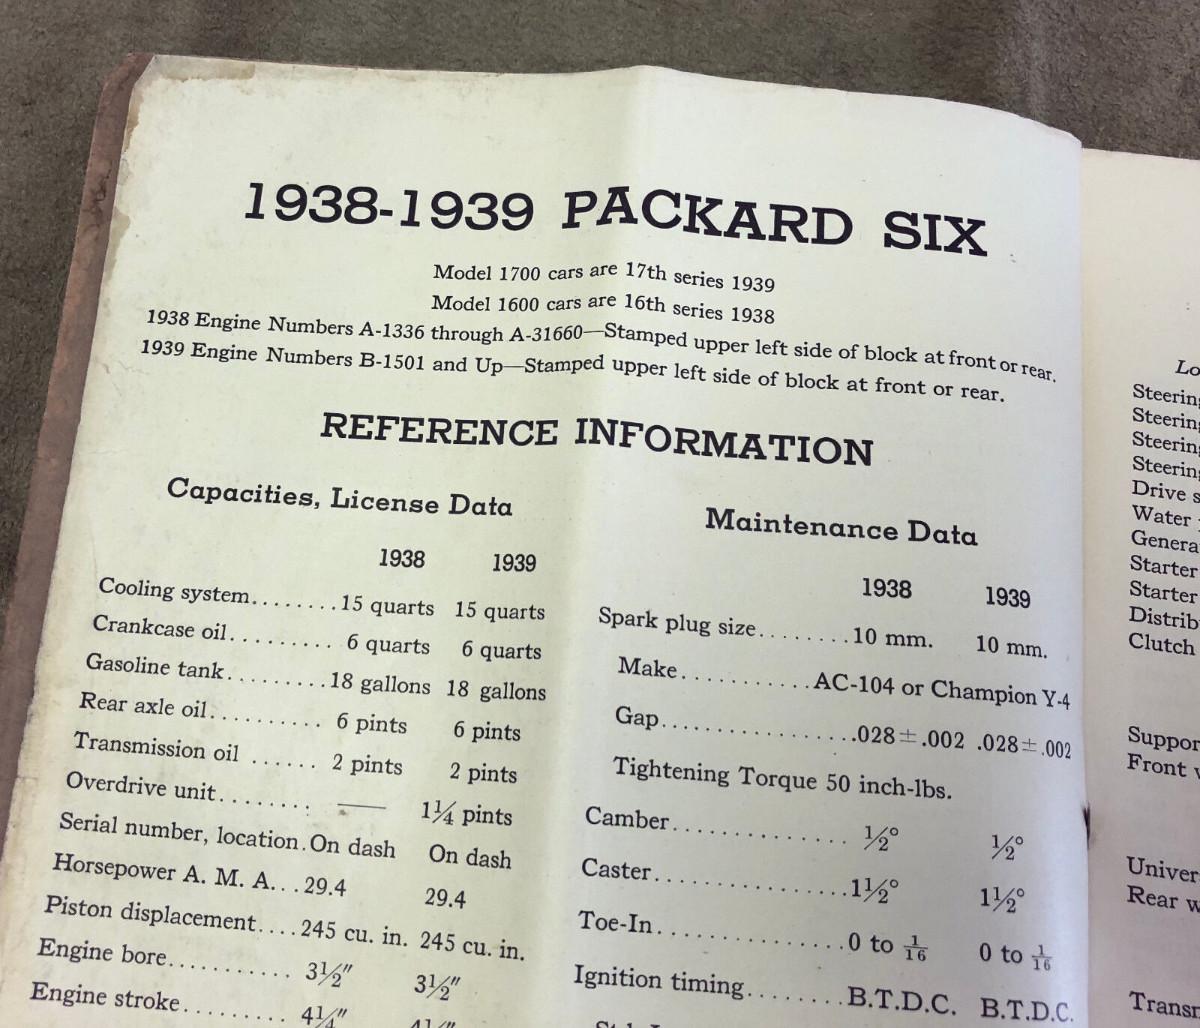 1938-1939 PACKARD SIX
Model 1700 cars are 17th series 1939
Model 1600 cars are 16th series 1938
1938 Engine Numbers A-1336 through A-31660—Stamped upper left side of block at front or rear.
1939 Engine Numbers B-1501 and Up—Stamped upper left side of block at front or rear.
REFERENCE INFORMATION
Capacities, License Data
1938 1939
Cooling system........15 quarts 15 quarts
Crankcase oil......... 6 quarts 6 quarts
Gasoline tank.........18 gallons 18 gallons
Rear axle oil.......... 6 pints 6 pints
Transmission oil ...... 2 pints 2 pints
Overdrive unit........ —— 1¼ pints
Serial number, location.On dash On dash
Horsepower A. M. A...29.4 29.4
Piston displacement....245 cu. in. 245 cu. in.
Engine bore........... 3½″ 3½″
Engine stroke......... 4¼″ 4¼″
Maintenance Data
1938 1939
Spark plug size........10 mm. 10 mm.
Make...........AC-104 or Champion Y-4
Gap................028±.002 .028±.002
Tightening Torque 50 inch-lbs.
Camber.............. ½° ½°
Caster...............1½° 1½°
Toe-In...............0 to 1/16 0 to 1/16
Ignition timing........B.T.D.C. B.T.D.C.
Lo
Steering
Steering
Steering
Steering
Drive s
Water
Genera
Starter
Starter
Distrib
Clutch
Suppor
Front
Univer
Rear w
Transm